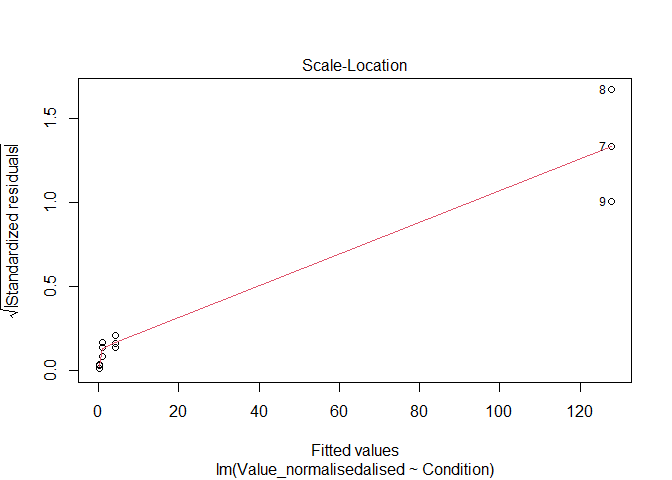 Scale-Location
√|Standardized residuals|
1.5
1.0
0.5
0.0
8
7
9
0 20 40 60 80 100 120
Fitted values
lm(Value_normalisedalised ~ Condition)